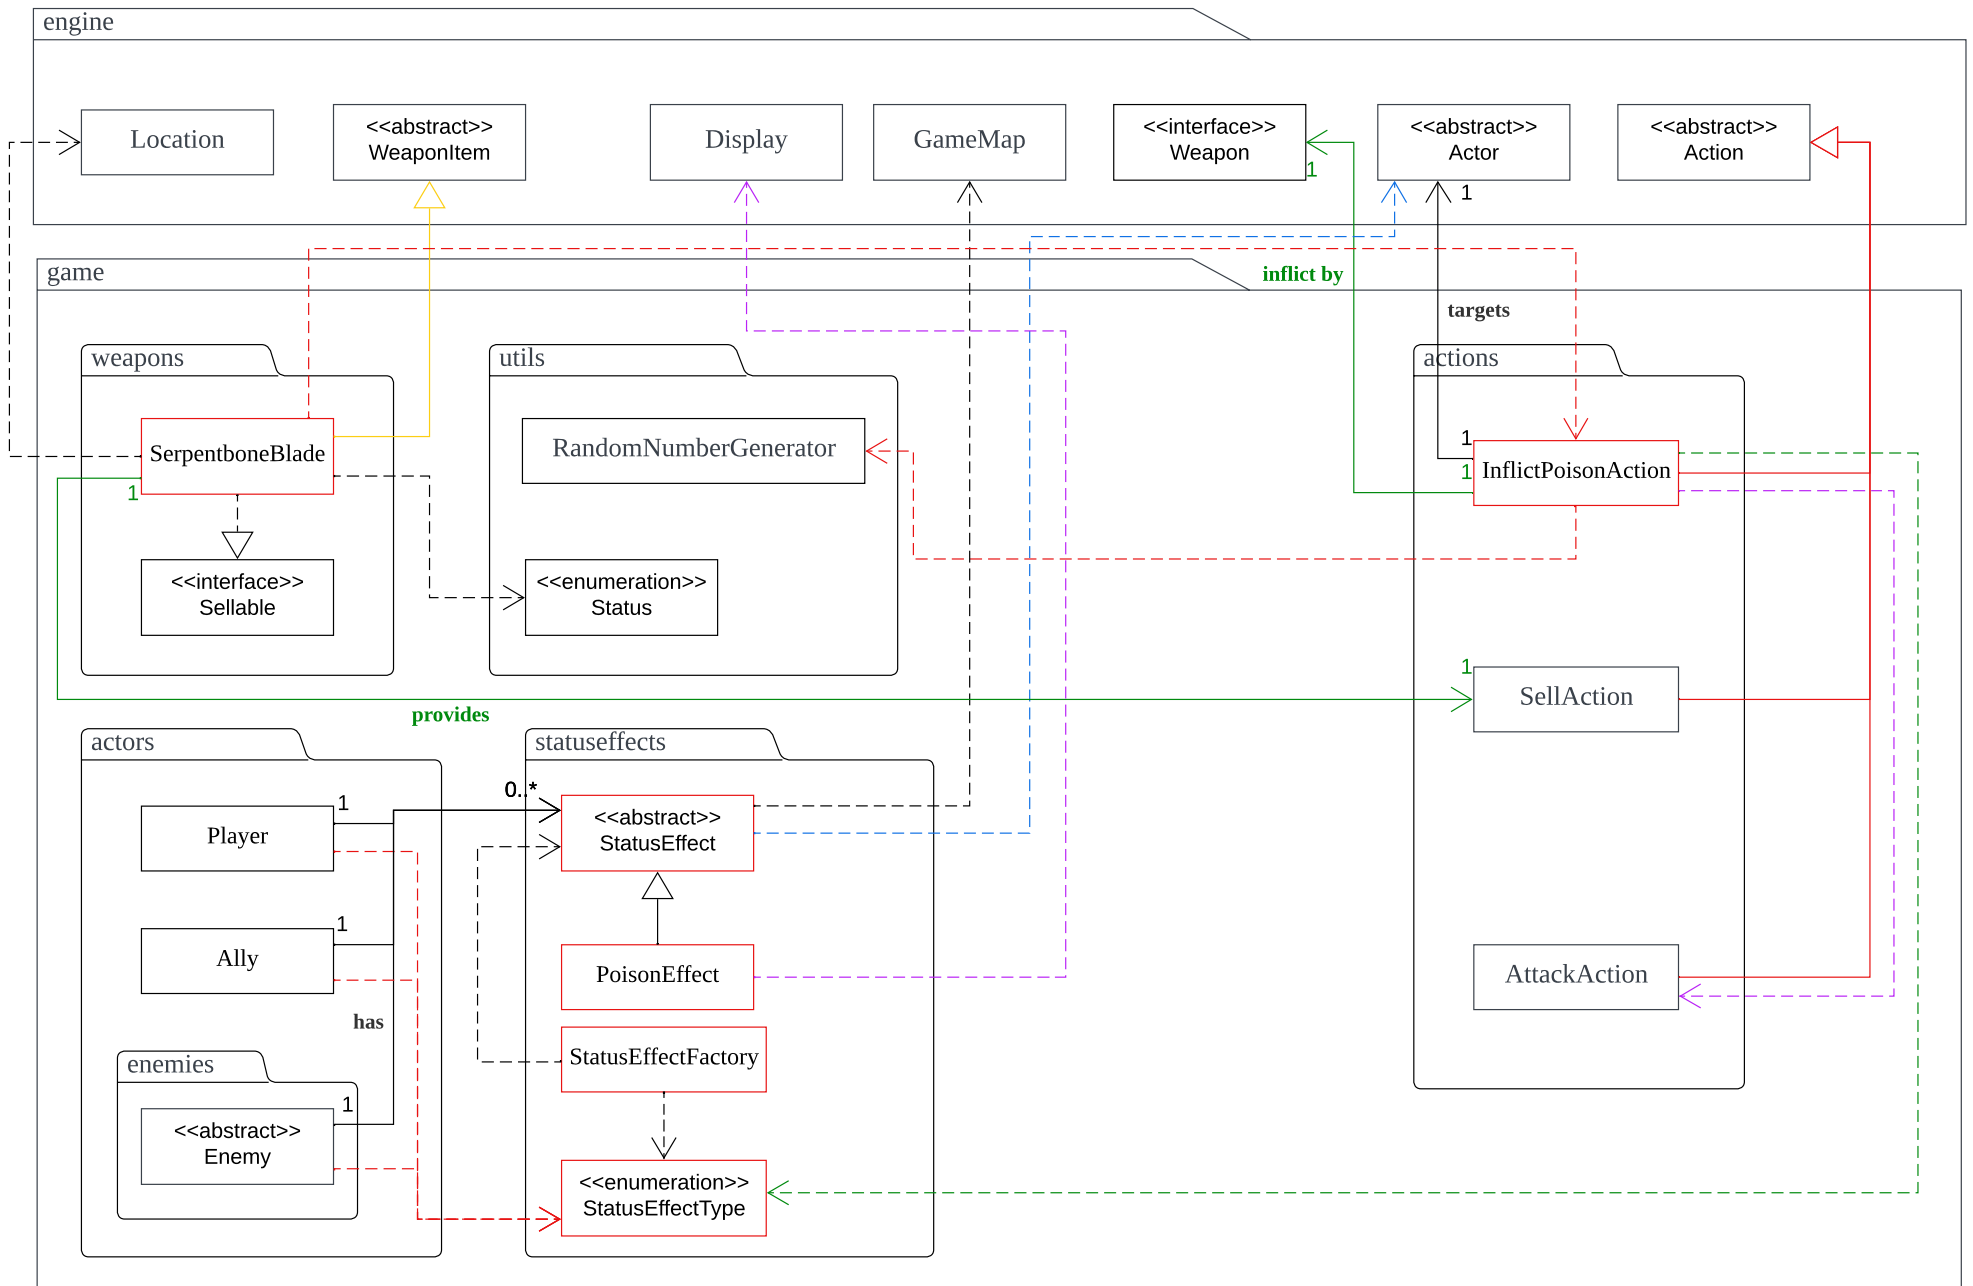 engine
Location
<<abstract>>
WeaponItem
Display
GameMap
<<interface>>
Weapon
1
<<abstract>>
Actor
1
<<abstract>>
Action
game
inflict by
targets
weapons
SerpentboneBlade
1
<<interface>>
Sellable
utils
RandomNumberGenerator
<<enumeration>>
Status
actions
1
1
InflictPoisonAction
1
SellAction
AttackAction
provides
actors
1
Player
1
Ally
has
enemies
1
<<abstract>>
Enemy
statuseffects
0..*
<<abstract>>
StatusEffect
PoisonEffect
StatusEffectFactory
<<enumeration>>
StatusEffectType